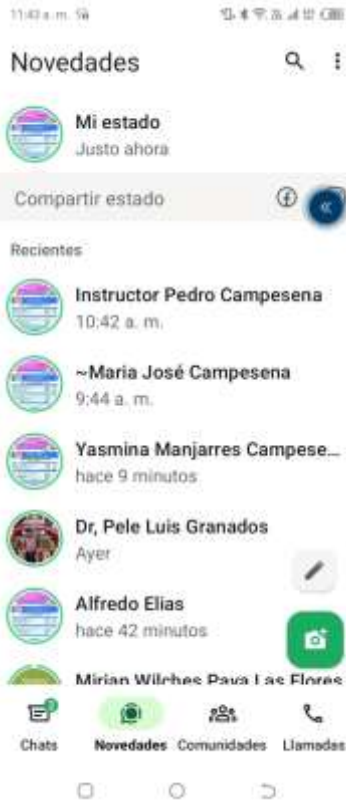 11:42 a. m.
Novedades
Mi estado
Justo ahora
Compartir estado
Recientes
Instructor Pedro Campesena
10:42 a. m.
~Maria José Campesena
9:44 a. m.
Yasmina Manjarres Campese...
hace 9 minutos
Dr, Pele Luis Granados
Ayer
Alfredo Elias
hace 42 minutos
Mirian Wilches Pava Las Flores
Chats
Novedades
Comunidades
Llamadas